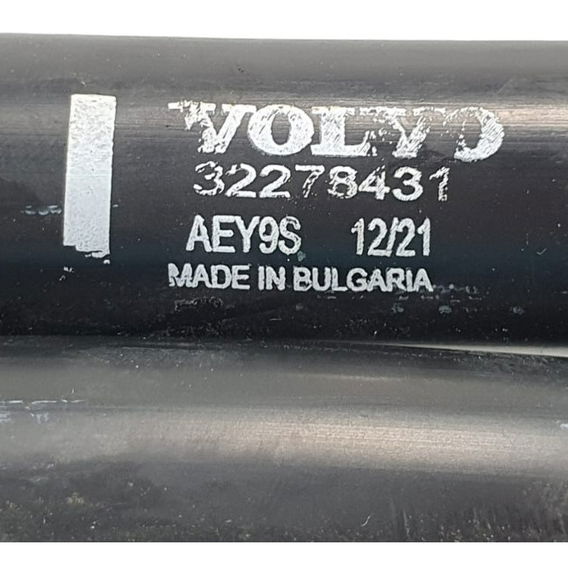 VOLVO
32278431
AEY9S 12/21
MADE IN BULGARIA